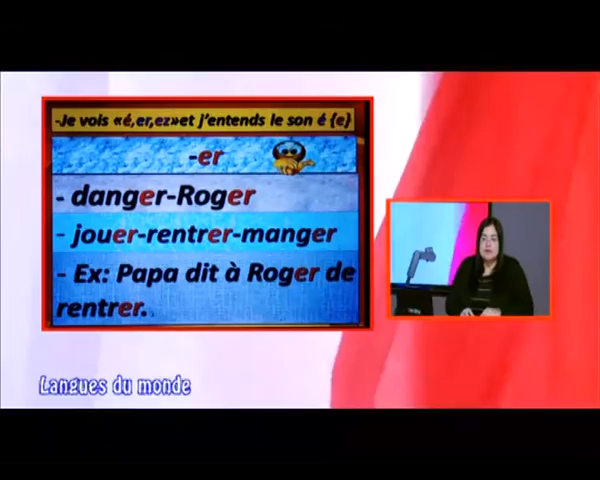 -Je vois «é,er,ez»et j'entends le son é {e}
-er
- danger-Roger
- jouer-rentrer-manger
- Ex: Papa dit à Roger de
rentrer.
Langues du monde